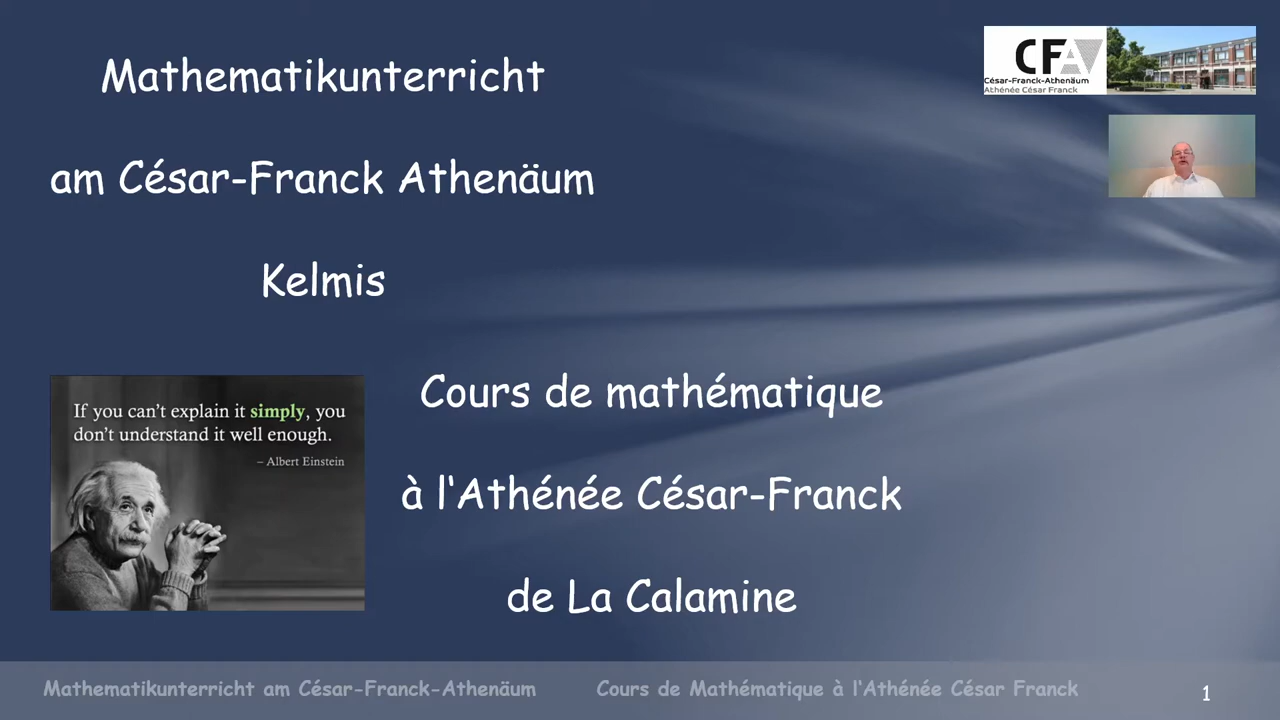 Mathematikunterricht
am César-Franck Athenäum
Kelmis
CFA
César-Franck-Athenäum
Athénée César Franck
If you can't explain it simply, you
don't understand it well enough.
– Albert Einstein
Cours de mathématique
à l‘Athénée César-Franck
de La Calamine
Mathematikunterricht am César-Franck-Athenäum Cours de Mathématique à l‘Athénée César Franck 1